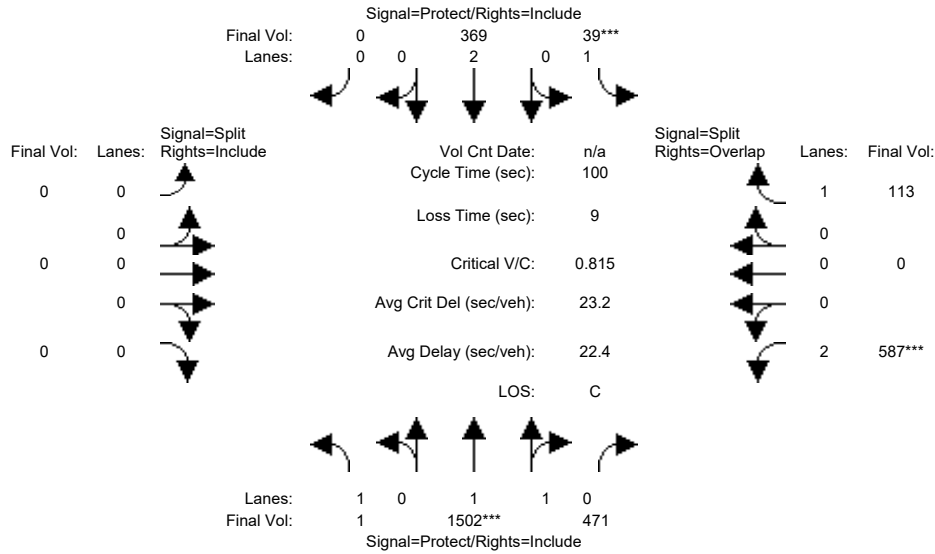 Signal=Protect/Rights=Include
Final Vol: 0 369 39***
Lanes: 0 0 2 0 1
Signal=Split Signal=Split
Final Vol: Lanes: Rights=Include Vol Cnt Date: n/a Rights=Overlap Lanes: Final Vol:
Cycle Time (sec): 100
0 0 1 113
Loss Time (sec): 9
0 0
0 0 Critical V/C: 0.815 0 0
0 Avg Crit Del (sec/veh): 23.2 0
0 0 Avg Delay (sec/veh): 22.4 2 587***
LOS: C
Lanes: 1 0 1 1 0
Final Vol: 1 1502*** 471
Signal=Protect/Rights=Include